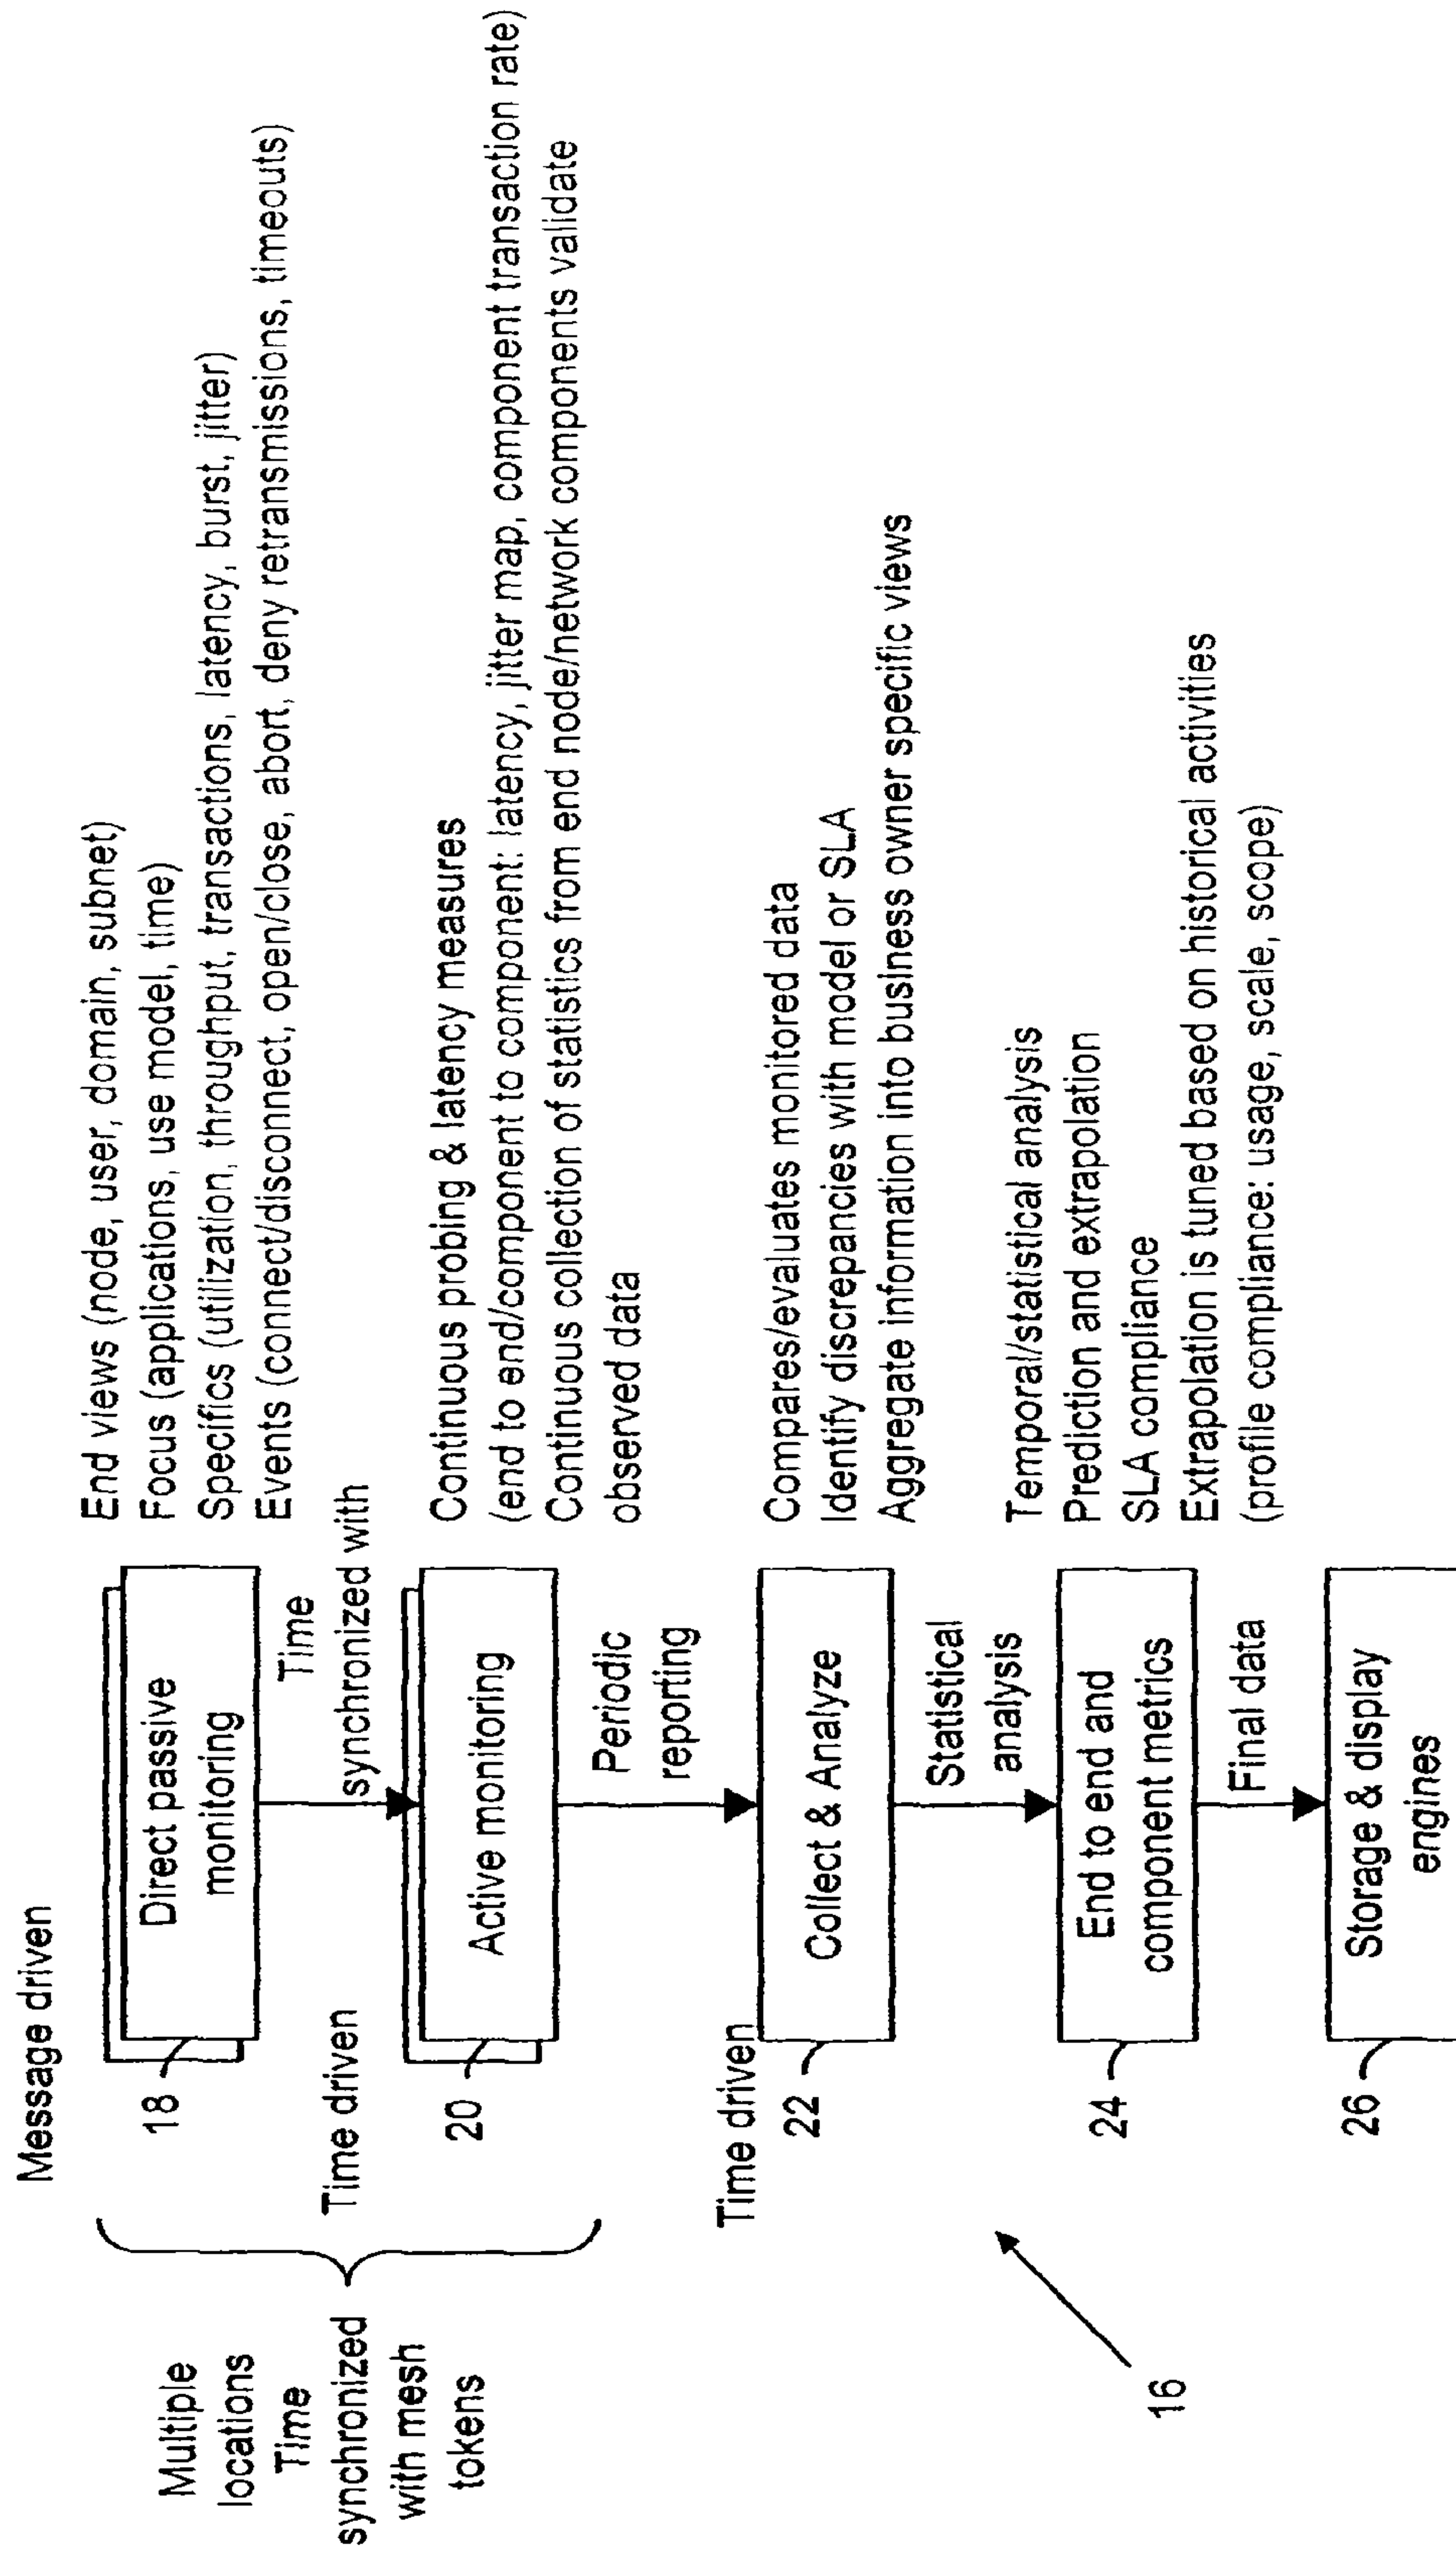 Message driven
Multiple
locations
Time
synchronized
with mesh
tokens
18
Direct passive
monitoring
End views (node, user, domain, subnet)
Focus (applications, use model, time)
Specifics (utilization, throughput, transactions, latency, burst, jitter)
Events (connect/disconnect, open/close, abort, deny retransmissions, timeouts)
Time driven
Time
synchronized with
20
Active monitoring
Continuous probing & latency measures
(end to end/component to component: latency, jitter map, component transaction rate)
Continuous collection of statistics from end node/network components validate
observed data
Periodic
reporting
Time driven
22
Collect & Analyze
Compares/evaluates monitored data
Identify discrepancies with model or SLA
Aggregate information into business owner specific views
Statistical
analysis
16
24
End to end and
component metrics
Temporal/statistical analysis
Prediction and extrapolation
SLA compliance
Extrapolation is tuned based on historical activities
(profile compliance: usage, scale, scope)
Final data
26
Storage & display
engines